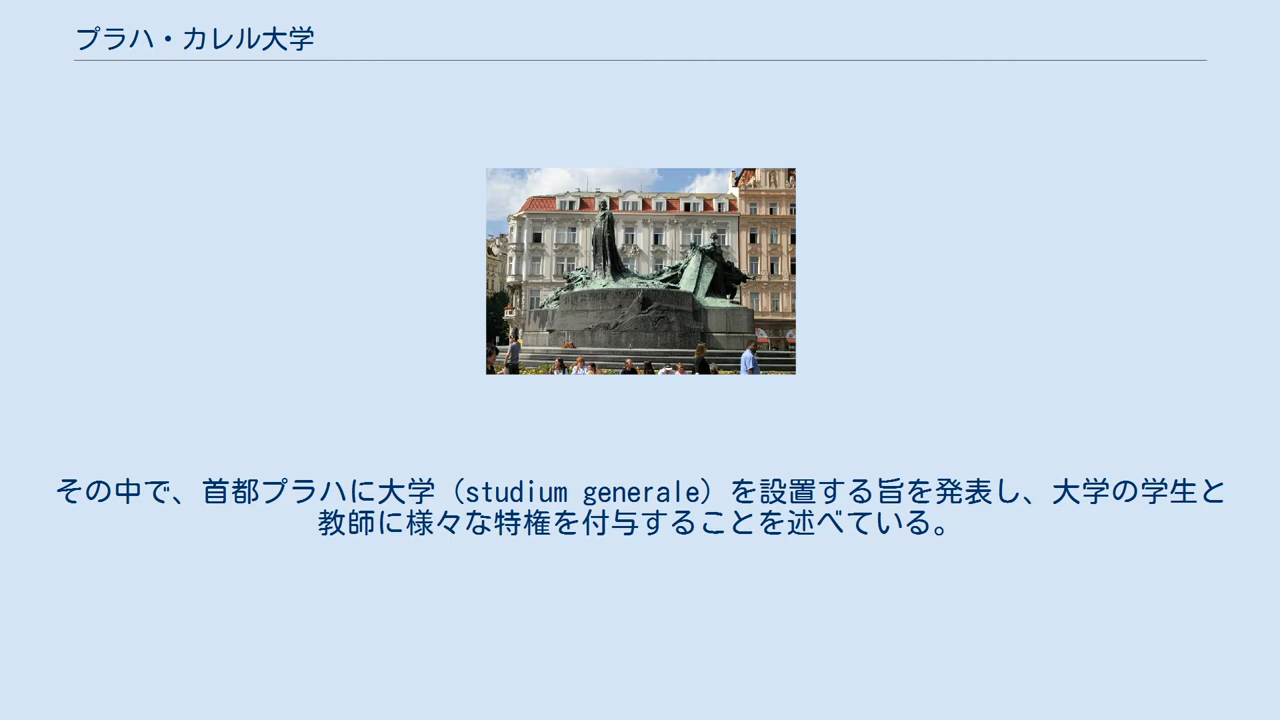 プラハ・カレル大学
その中で、首都プラハに大学（studium generale）を設置する旨を発表し、大学の学生と
教師に様々な特権を付与することを述べている。